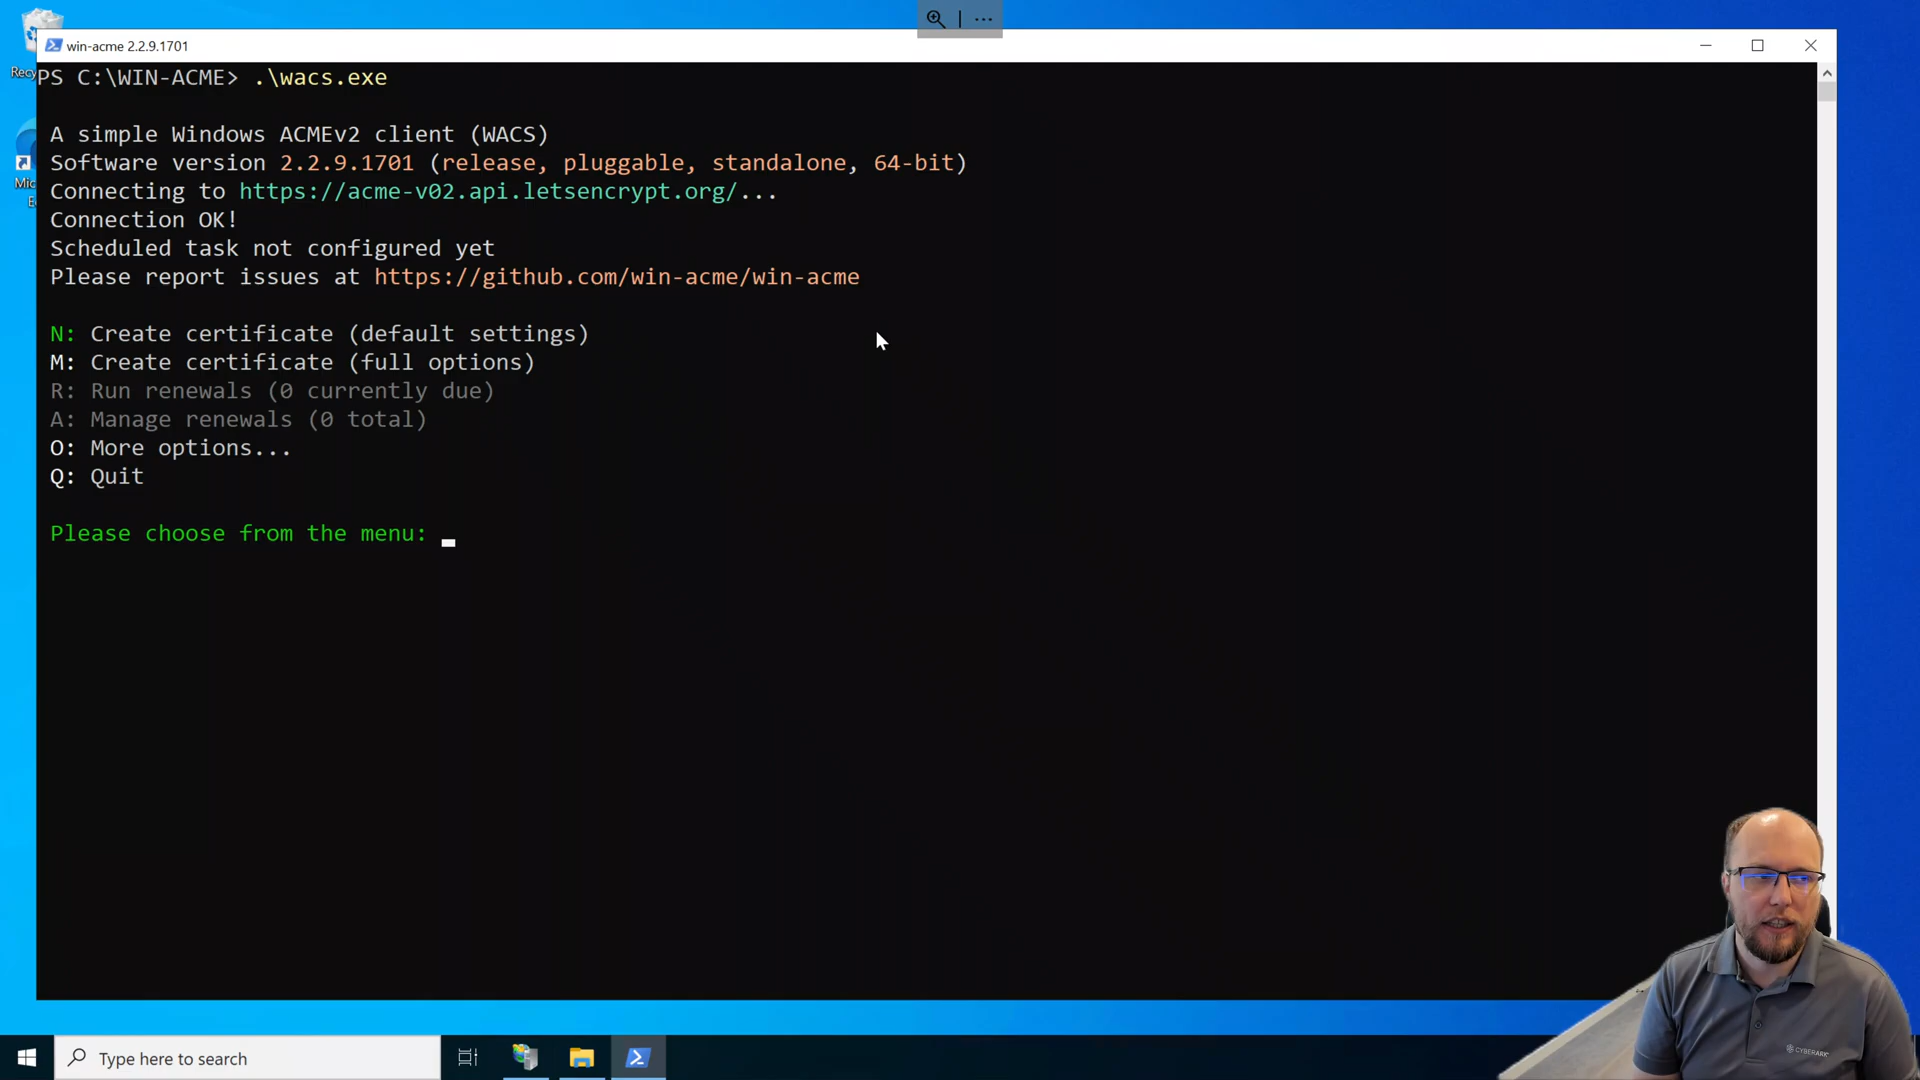 win-acme 2.2.9.1701
PS C:\WIN-ACME> .\wacs.exe
A simple Windows ACMEv2 client (WACS)
Software version 2.2.9.1701 (release, pluggable, standalone, 64-bit)
Connecting to https://acme-v02.api.letsencrypt.org/...
Connection OK!
Scheduled task not configured yet
Please report issues at https://github.com/win-acme/win-acme
N: Create certificate (default settings)
M: Create certificate (full options)
R: Run renewals (0 currently due)
A: Manage renewals (0 total)
O: More options...
Q: Quit
Please choose from the menu:
Recy
Mic
E
Type here to search
CYBERARK